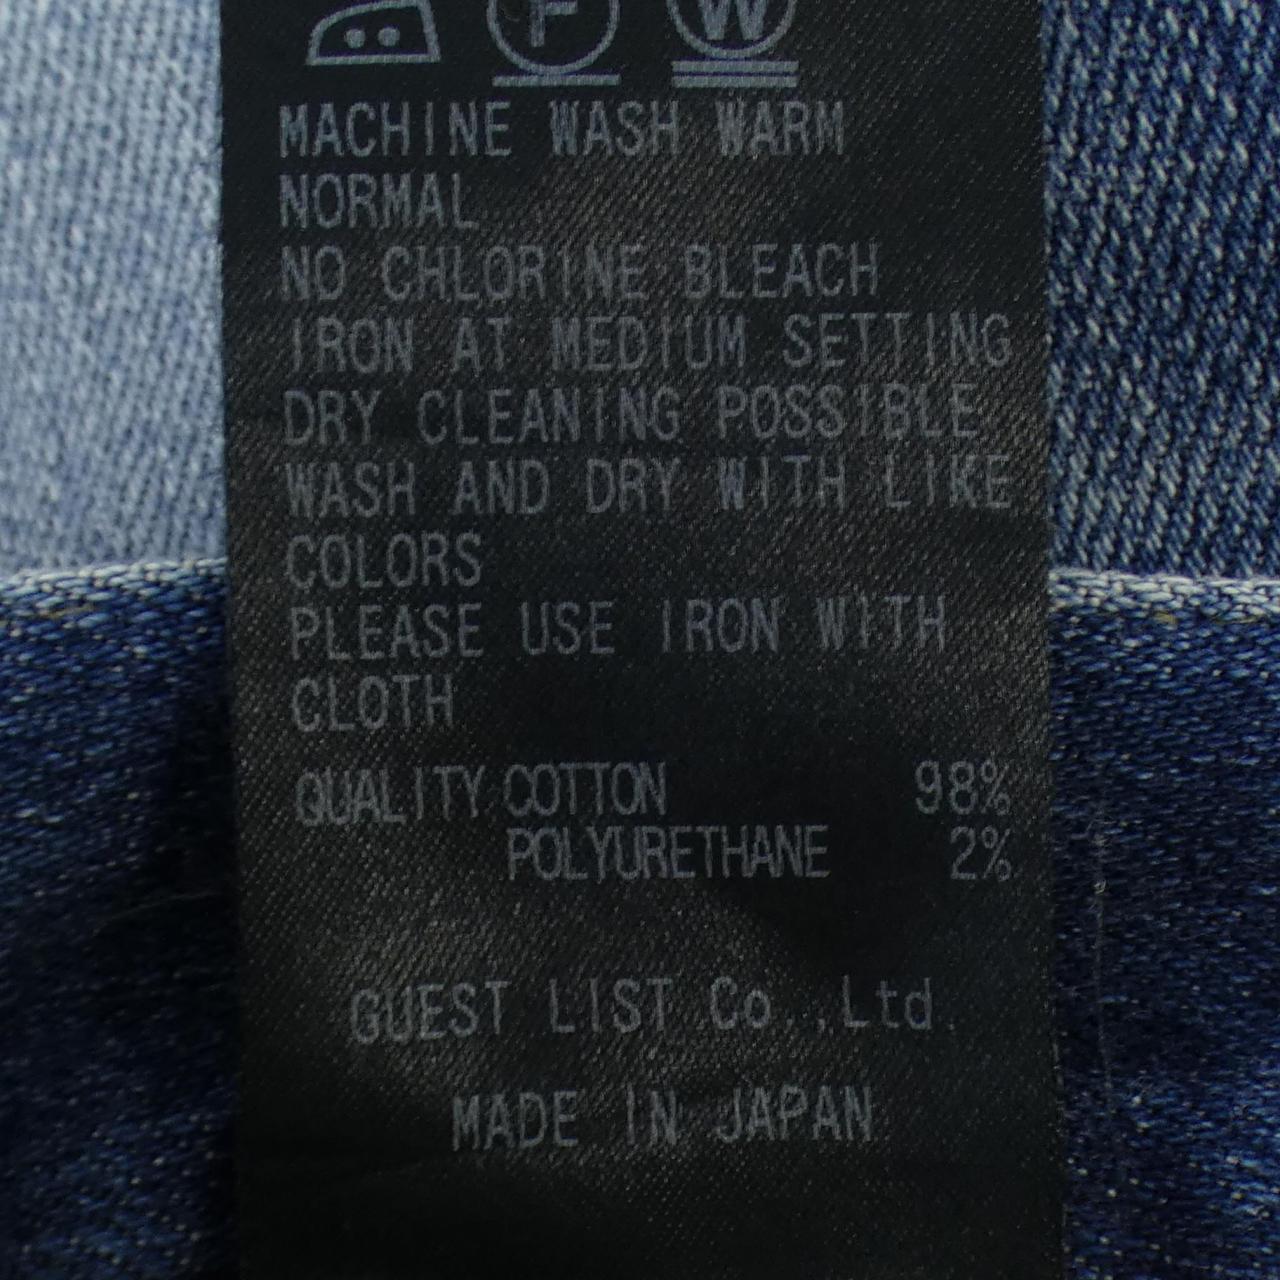 F W
MACHINE WASH WARM
NORMAL
NO CHLORINE BLEACH
IRON AT MEDIUM SETTING
DRY CLEANING POSSIBLE
WASH AND DRY WITH LIKE
COLORS
PLEASE USE IRON WITH
CLOTH
QUALITY COTTON 98%
POLYURETHANE 2%
GUEST LIST Co.,Ltd.
MADE IN JAPAN